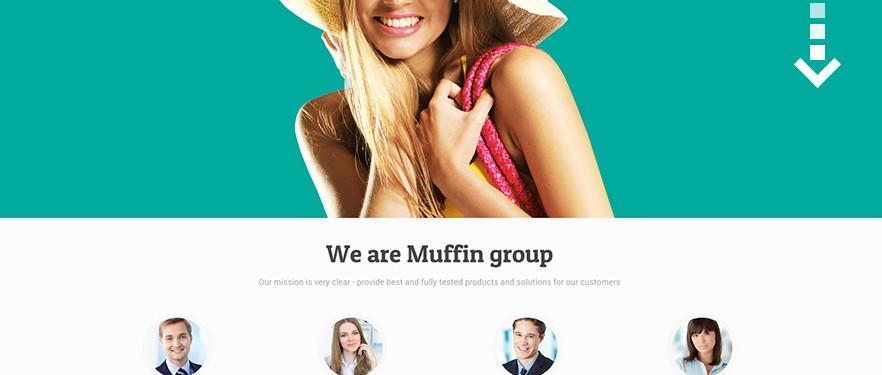 We are Muffin group
Our mission is very clear - provide best and fully tested products and solutions for our customers